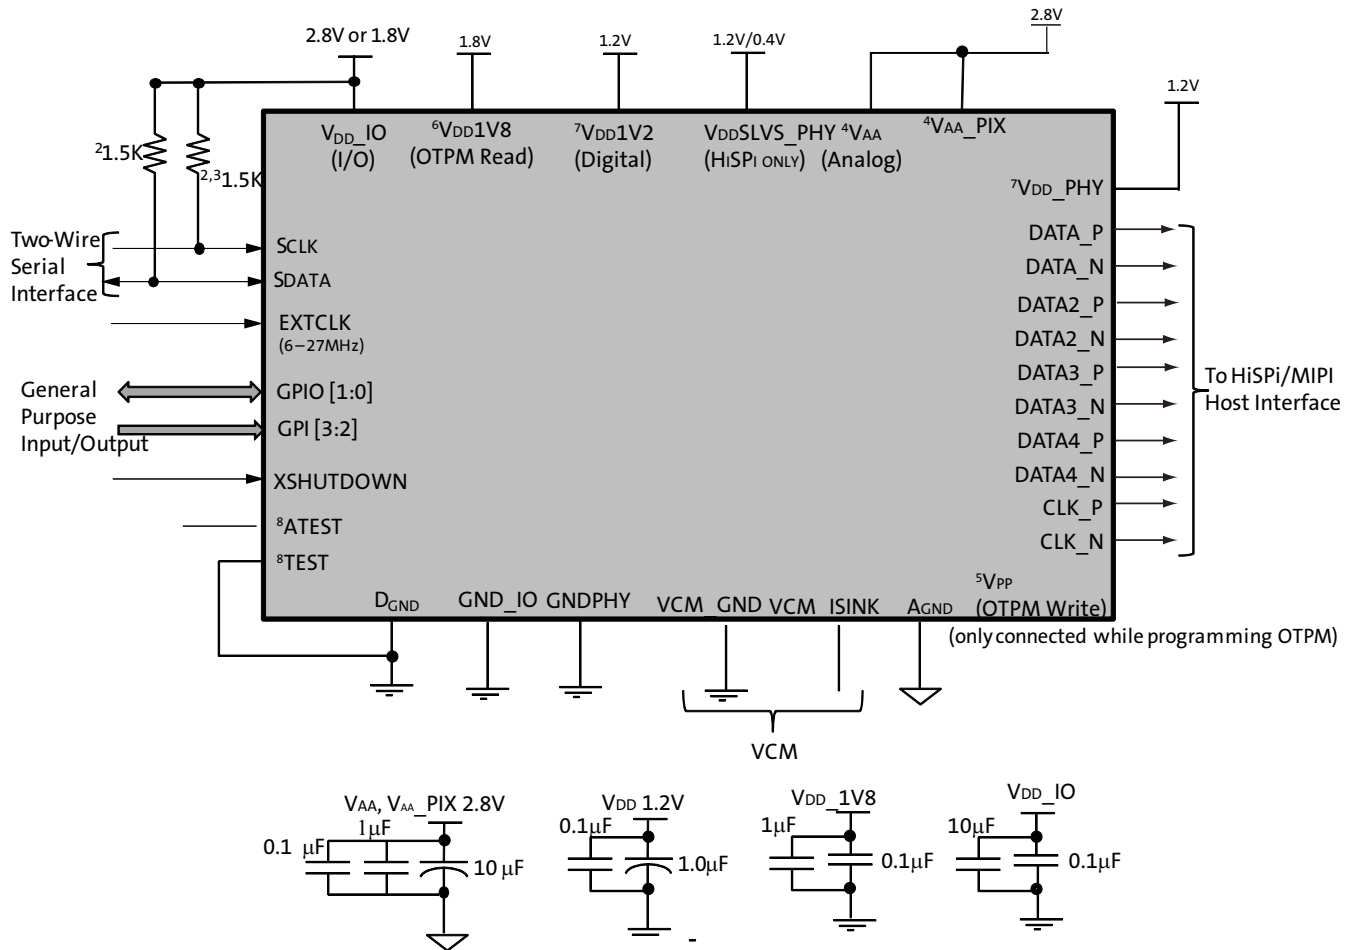 2.8V or 1.8V
1.8V
1.2V
1.2V/0.4V
2.8V
1.2V
VDD_IO
(I/O)
6VDD1V8
(OTPM Read)
7VDD1V2
(Digital)
VDDSLVS_PHY
(HiSPi ONLY)
4VAA
(Analog)
4VAA_PIX
21.5K
2,31.5K
7VDD_PHY
Two-Wire
Serial
Interface
SCLK
SDATA
EXTCLK
(6–27MHz)
General
Purpose
Input/Output
GPIO [1:0]
GPI [3:2]
XSHUTDOWN
8ATEST
8TEST
DATA_P
DATA_N
DATA2_P
DATA2_N
DATA3_P
DATA3_N
DATA4_P
DATA4_N
CLK_P
CLK_N
To HiSPi/MIPI
Host Interface
DGND
GND_IO
GNDPHY
VCM_GND
VCM ISINK
AGND
5VPP
(OTPM Write)
(only connected while programming OTPM)
VCM
VAA, VAA_PIX 2.8V
0.1 μF
1μF
10 μF
VDD 1.2V
0.1μF
1.0μF
VDD_1V8
1μF
0.1μF
VDD_IO
10μF
0.1μF